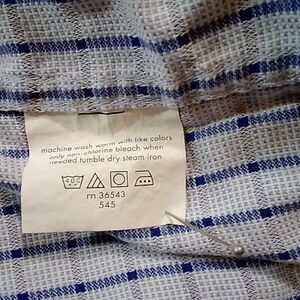 machine wash warm with like colors
only non-chlorine bleach when
needed tumble dry steam iron
rn 36543
545